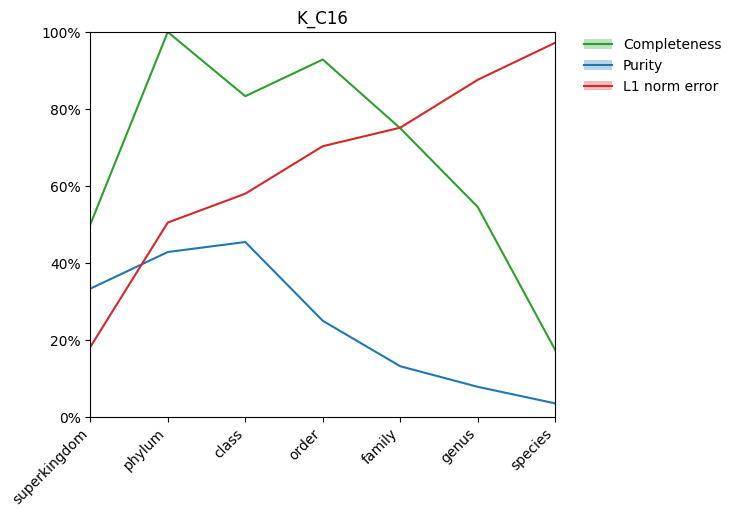 K_C16
100%
80%
60%
40%
20%
0%
superkingdom
phylum
class
order
family
genus
species
Completeness
Purity
L1 norm error